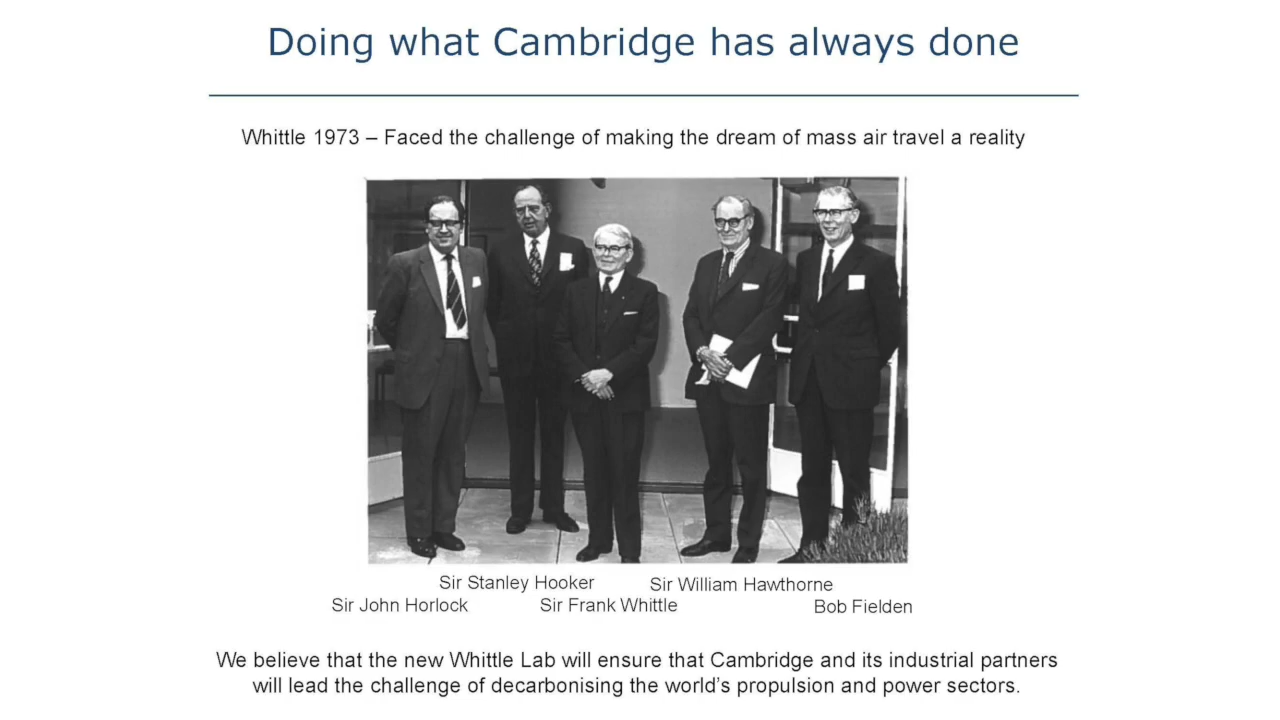 Doing what Cambridge has always done
Whittle 1973 – Faced the challenge of making the dream of mass air travel a reality
Sir Stanley Hooker
Sir William Hawthorne
Sir John Horlock
Sir Frank Whittle
Bob Fielden
We believe that the new Whittle Lab will ensure that Cambridge and its industrial partners
will lead the challenge of decarbonising the world’s propulsion and power sectors.